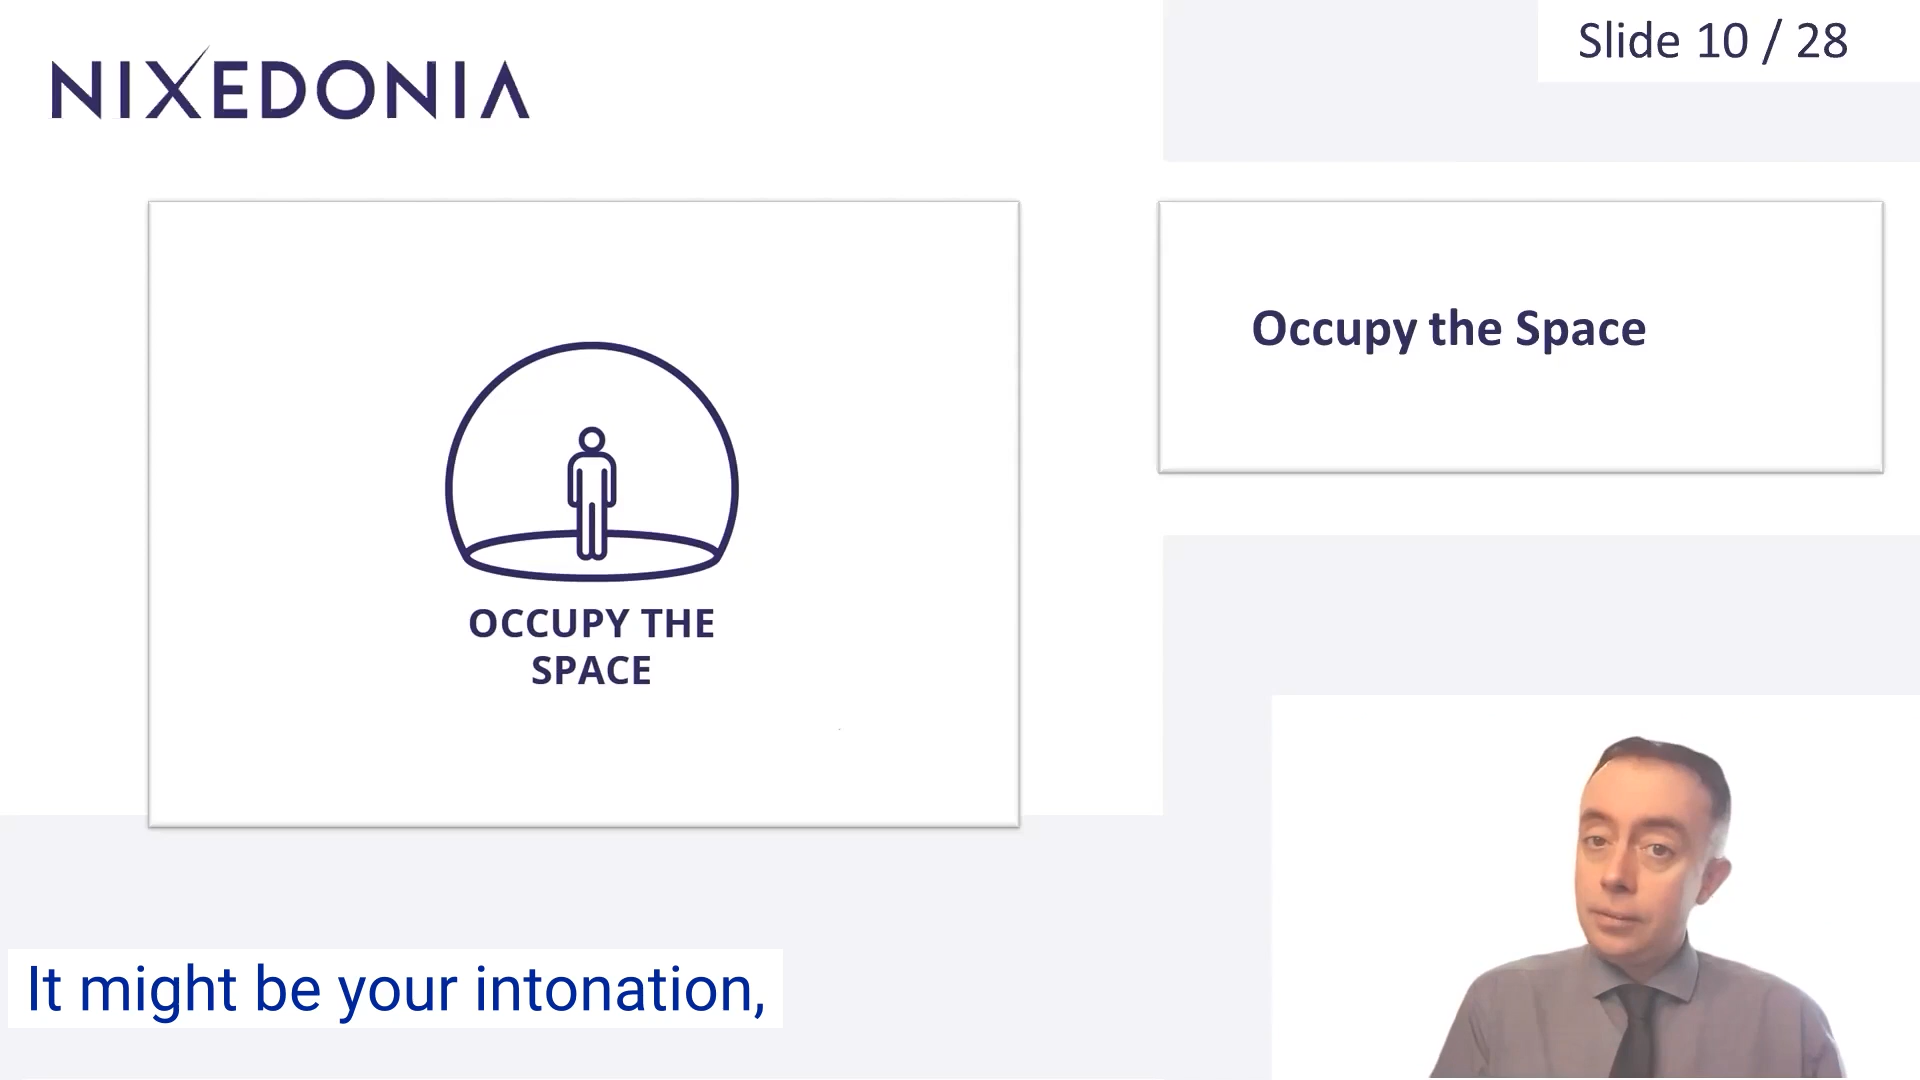 NIXEDONIA
Slide 10 / 28
OCCUPY THE
SPACE
Occupy the Space
It might be your intonation,